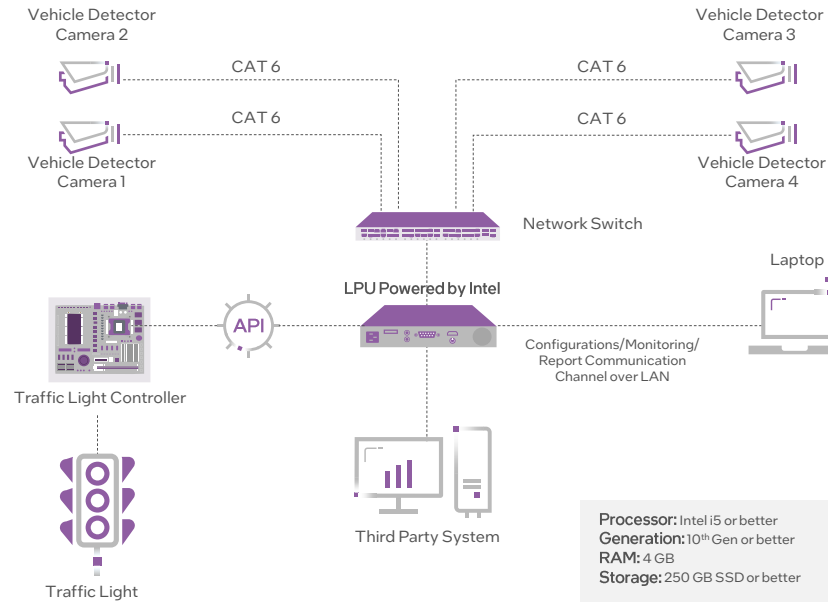 Vehicle Detector
Camera 2
Vehicle Detector
Camera 3
CAT 6
CAT 6
CAT 6
CAT 6
Vehicle Detector
Camera 1
Vehicle Detector
Camera 4
Network Switch
LPU Powered by Intel
Laptop
API
Configurations/Monitoring/
Report Communication
Channel over LAN
Traffic Light Controller
Third Party System
Traffic Light
Processor: Intel i5 or better
Generation: 10th Gen or better
RAM: 4 GB
Storage: 250 GB SSD or better